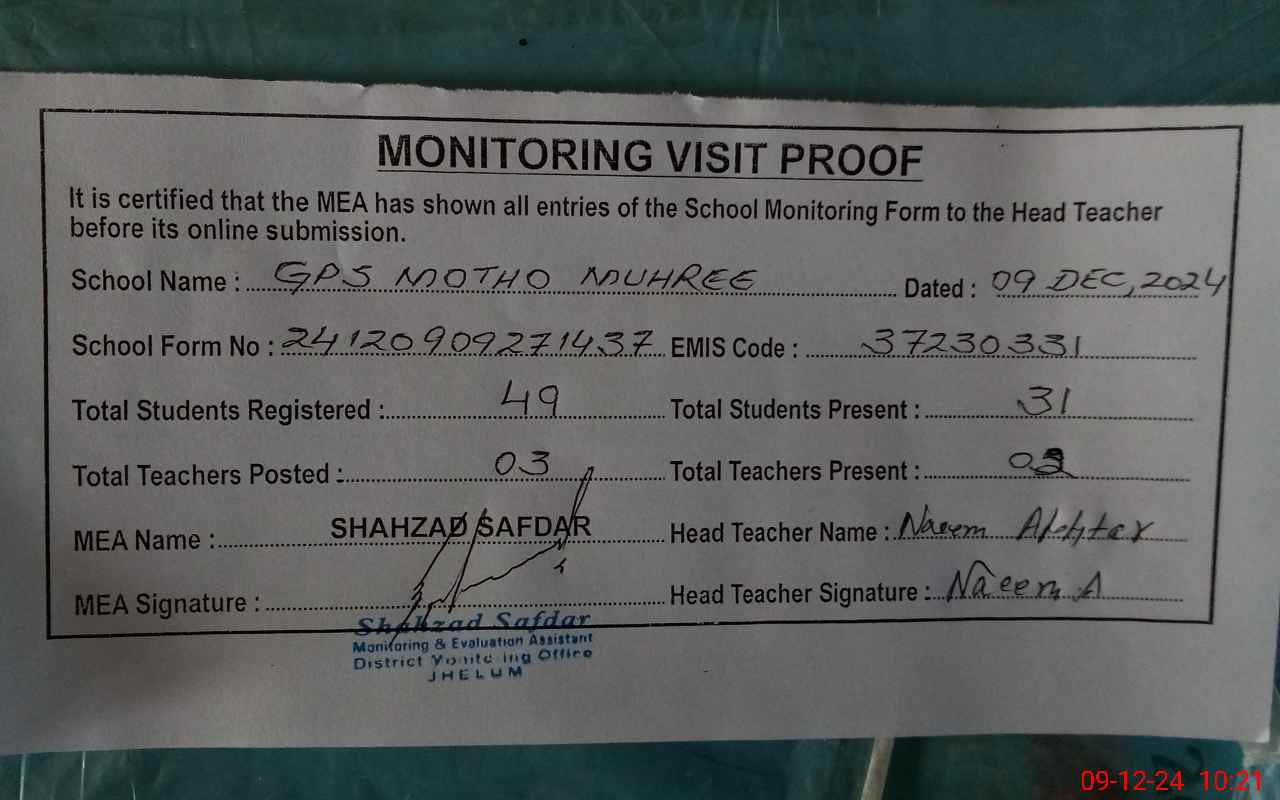 MONITORING VISIT PROOF
It is certified that the MEA has shown all entries of the School Monitoring Form to the Head Teacher
before its online submission.
School Name : GPS MOTHO MUHREE Dated : 09 DEC, 2024
School Form No : 24120909271437 EMIS Code : 37230331
Total Students Registered : 49 Total Students Present : 31
Total Teachers Posted : 03 Total Teachers Present :
MEA Name : SHAHZAD SAFDAR Head Teacher Name : Naeem Akhtar
MEA Signature : Head Teacher Signature : Naeem A
Shahzad Safdar
Monitoring & Evaluation Assistant
District Monitoring Office
JHELUM
09-12-24 10:21